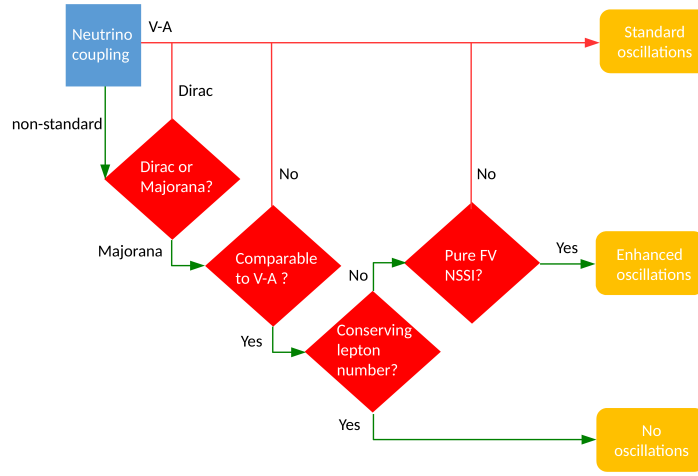 Neutrino
coupling
V-A
Standard
oscillations
Dirac
non-standard
Dirac or
Majorana?
No
No
Majorana
Comparable
to V-A ?
Pure FV
NSSI?
Yes
Enhanced
oscillations
No
Yes
Conserving
lepton
number?
Yes
No
oscillations